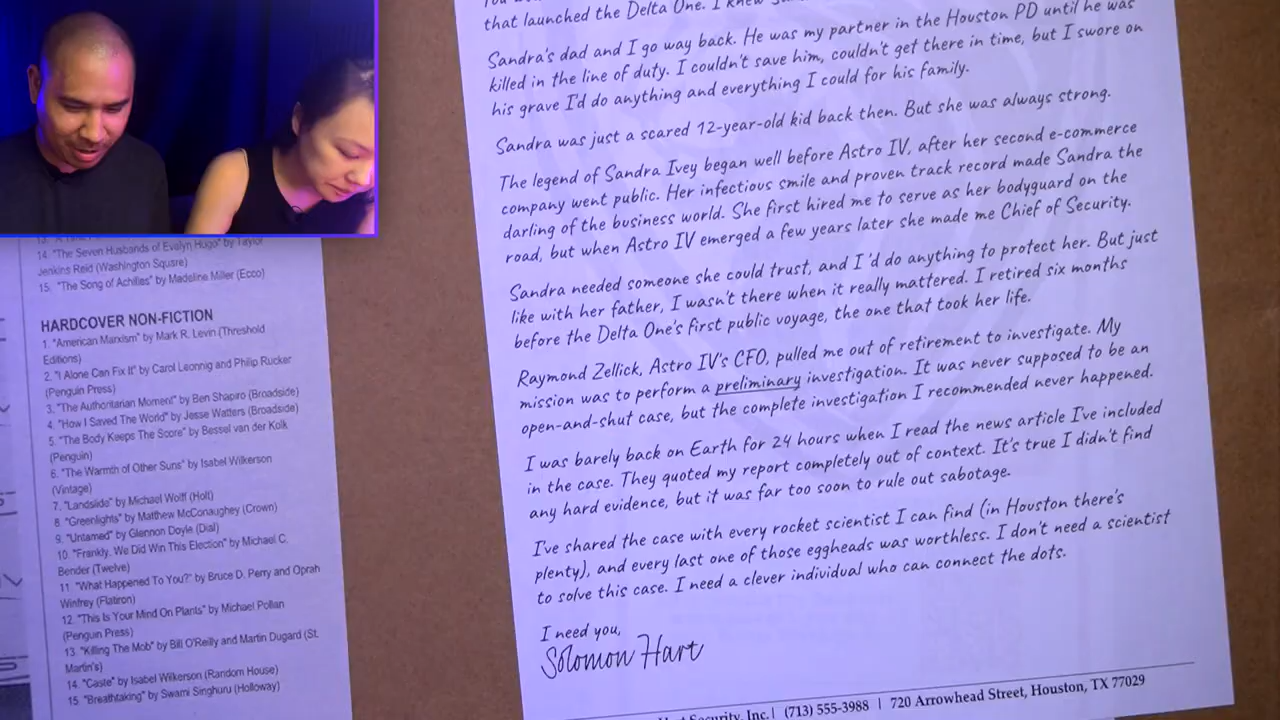 that launched the Delta One. I knew
Sandra's dad and I go way back. He was my partner in the Houston PD until he was
killed in the line of duty. I couldn't save him, couldn't get there in time, but I swore on
his grave I'd do anything and everything I could for his family.
Sandra was just a scared 12-year-old kid back then. But she was always strong.
The legend of Sandra Ivey began well before Astro IV, after her second e-commerce
company went public. Her infectious smile and proven track record made Sandra the
darling of the business world. She first hired me to serve as her bodyguard on the
road, but when Astro IV emerged a few years later she made me Chief of Security.
Sandra needed someone she could trust, and I'd do anything to protect her. But just
like with her father, I wasn't there when it really mattered. I retired six months
before the Delta One's first public voyage, the one that took her life.
Raymond Zellick, Astro IV's CFO, pulled me out of retirement to investigate. My
mission was to perform a preliminary investigation. It was never supposed to be an
open-and-shut case, but the complete investigation I recommended never happened.
I was barely back on Earth for 24 hours when I read the news article I've included
in the case. They quoted my report completely out of context. It's true I didn't find
any hard evidence, but it was far too soon to rule out sabotage.
I've shared the case with every rocket scientist I can find (in Houston there's
plenty), and every last one of those eggheads was worthless. I don't need a scientist
to solve this case. I need a clever individual who can connect the dots.
I need you,
Solomon Hart
Security, Inc. | (713) 555-3988 | 720 Arrowhead Street, Houston, TX 77029
14. "The Seven Husbands of Evelyn Hugo" by Taylor
Jenkins Reid (Washington Square)
15. "The Song of Achilles" by Madeline Miller (Ecco)
HARDCOVER NON-FICTION
1. "American Marxism" by Mark R. Levin (Threshold
Editions)
2. "I Alone Can Fix It" by Carol Leonnig and Philip Rucker
(Penguin Press)
3. "The Authoritarian Moment" by Ben Shapiro (Broadside)
4. "How I Saved The World" by Jesse Watters (Broadside)
5. "The Body Keeps The Score" by Bessel van der Kolk
(Penguin)
6. "The Warmth of Other Suns" by Isabel Wilkerson
(Vintage)
7. "Landslide" by Michael Wolff (Holt)
8. "Greenlights" by Matthew McConaughey (Crown)
9. "Untamed" by Glennon Doyle (Dial)
10. "Frankly, We Did Win This Election" by Michael C.
Bender (Twelve)
11 "What Happened To You?" by Bruce D. Perry and Oprah
Winfrey (Flatiron)
12. "This Is Your Mind On Plants" by Michael Pollan
(Penguin Press)
13. "Killing The Mob" by Bill O'Reilly and Martin Dugard (St.
Martin's)
14. "Caste" by Isabel Wilkerson (Random House)
15. "Breathtaking" by Swami Singhuru (Holloway)